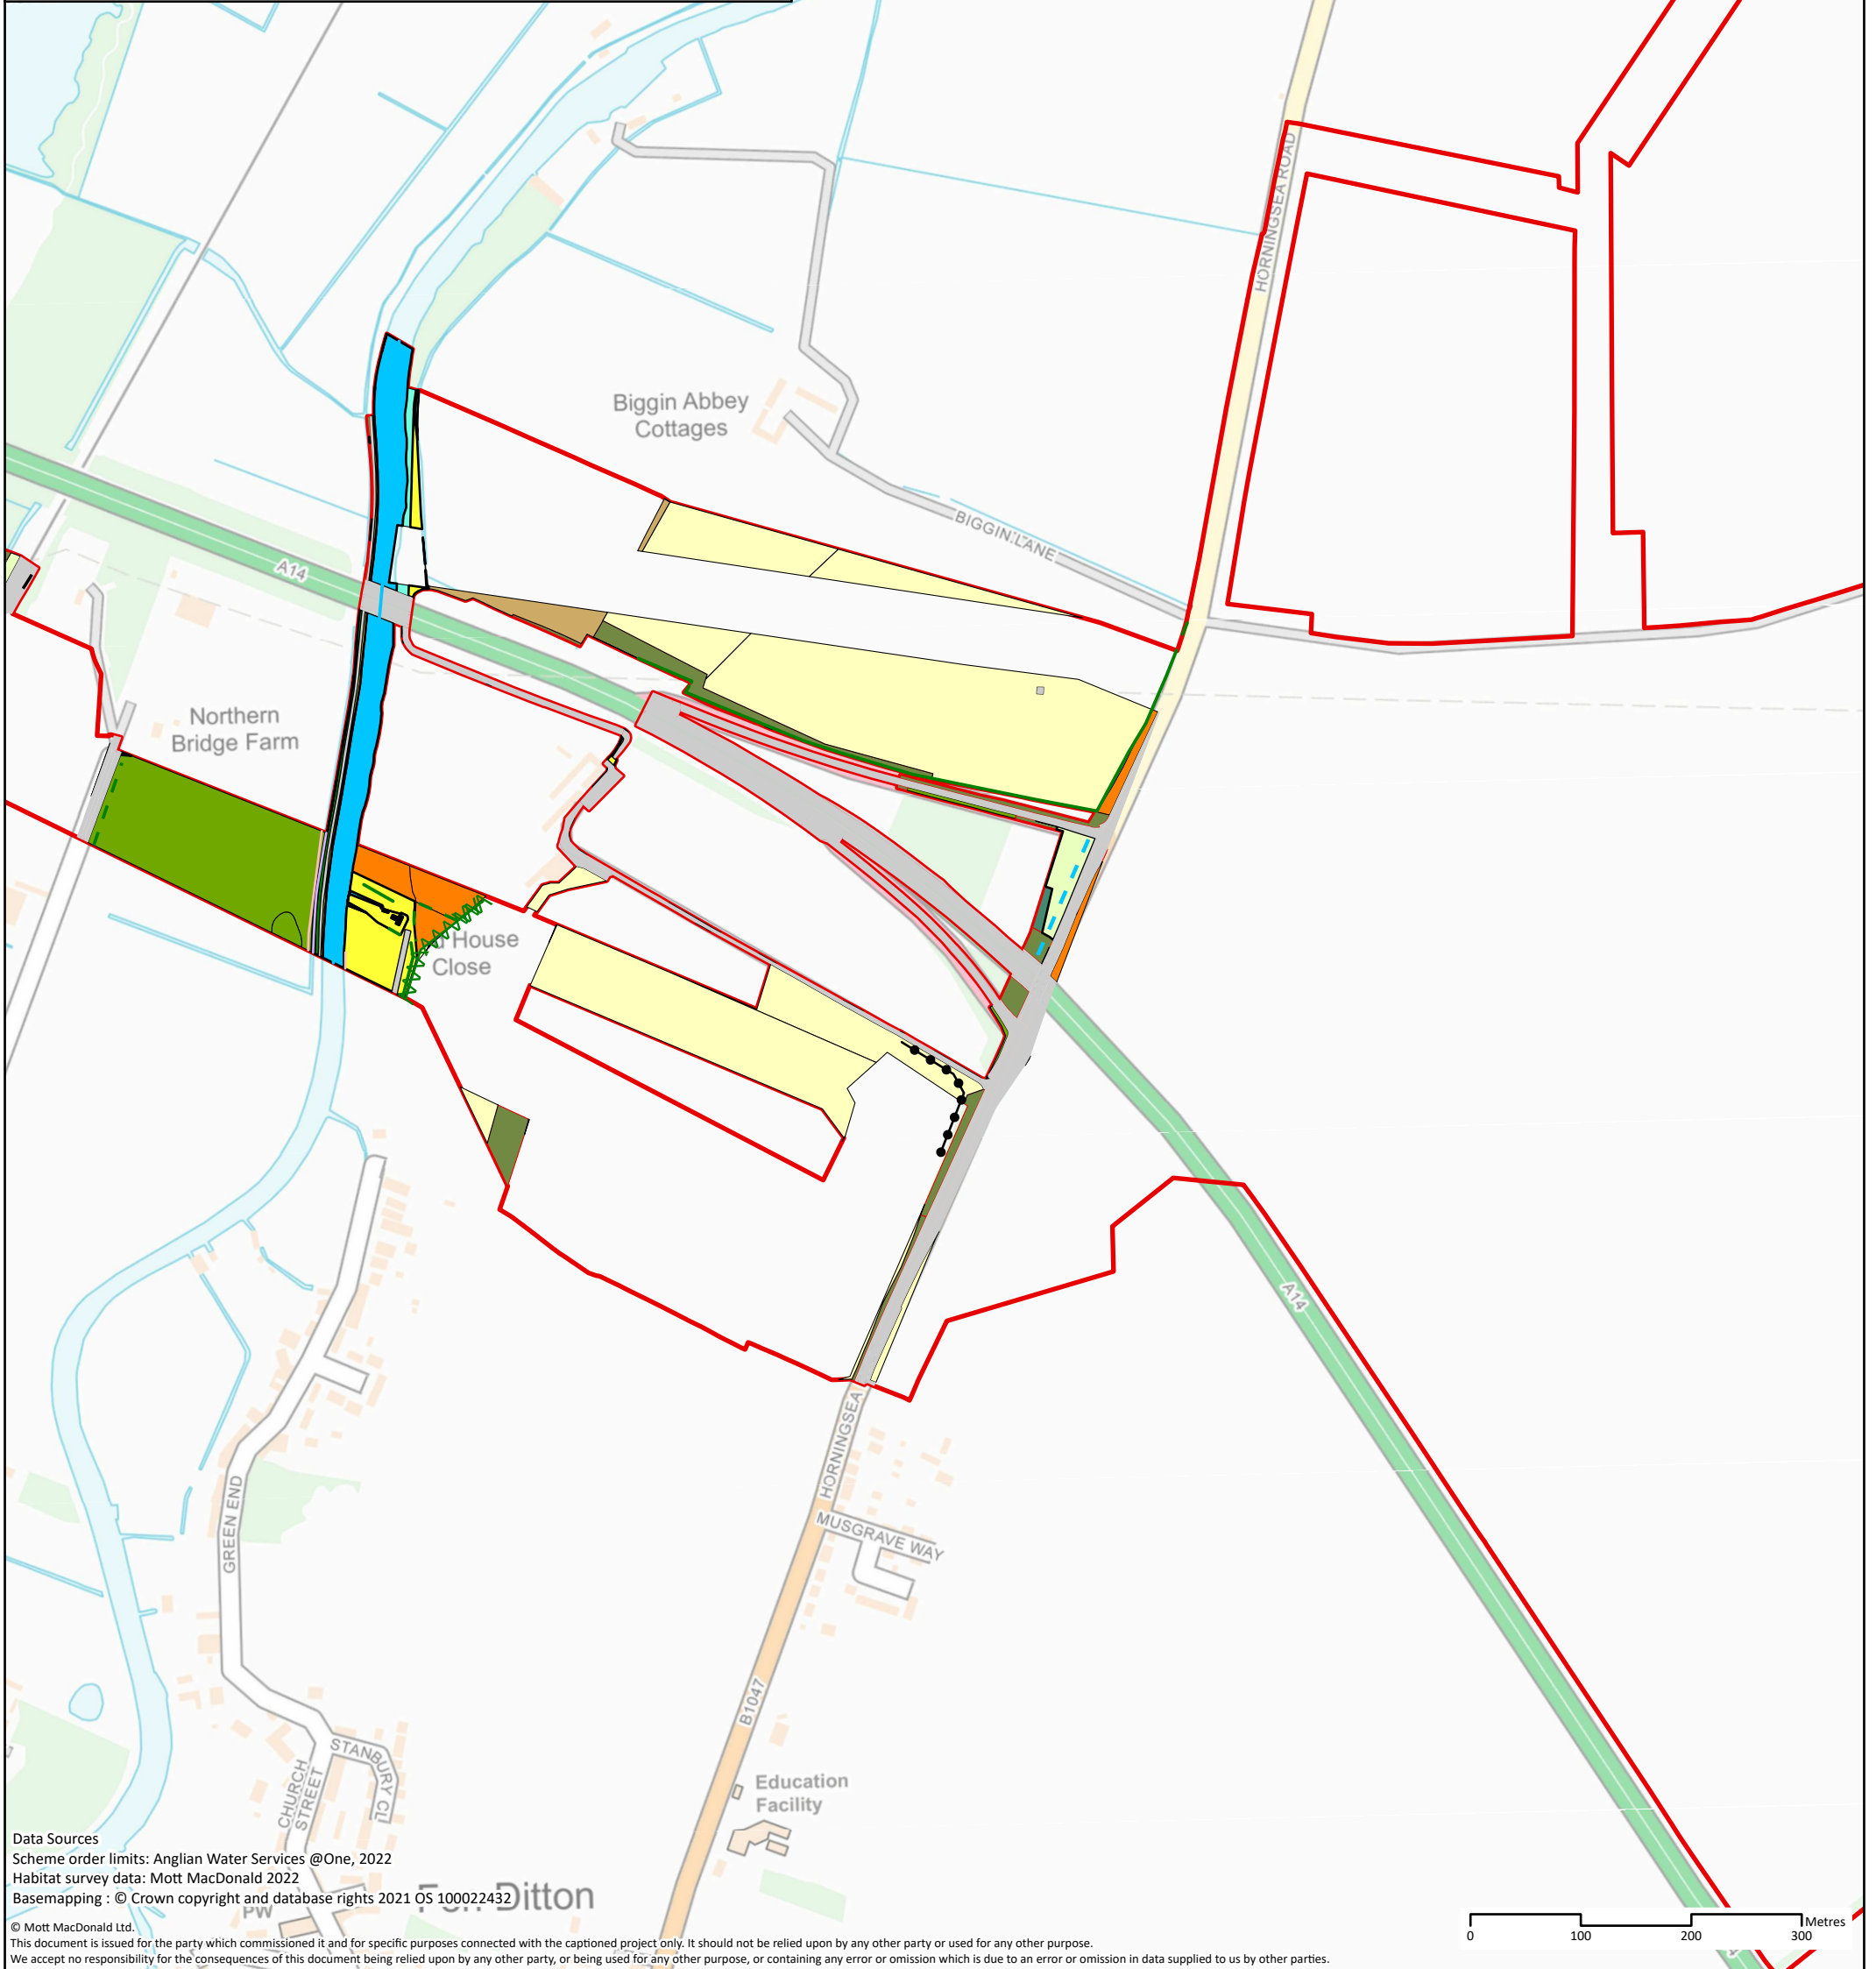 HORNINGSEA ROAD
Biggin Abbey
Cottages
BIGGIN LANE
A14
Northern
Bridge Farm
House
Close
A14
HORNINGSEA
MUSGRAVE WAY
GREEN END
B1047
STANBURY CL
CHURCH
STREET
Education
Facility
Data Sources
Scheme order limits: Anglian Water Services @One, 2022
Habitat survey data: Mott MacDonald 2022
Basemapping : © Crown copyright and database rights 2021 OS 100022432
Fen Ditton
PW
© Mott MacDonald Ltd.
This document is issued for the party which commissioned it and for specific purposes connected with the captioned project only. It should not be relied upon by any other party or used for any other purpose.
We accept no responsibility for the consequences of this document being relied upon by any other party, or being used for any other purpose, or containing any error or omission which is due to an error or omission in data supplied to us by other parties.
0 100 200 300 Metres